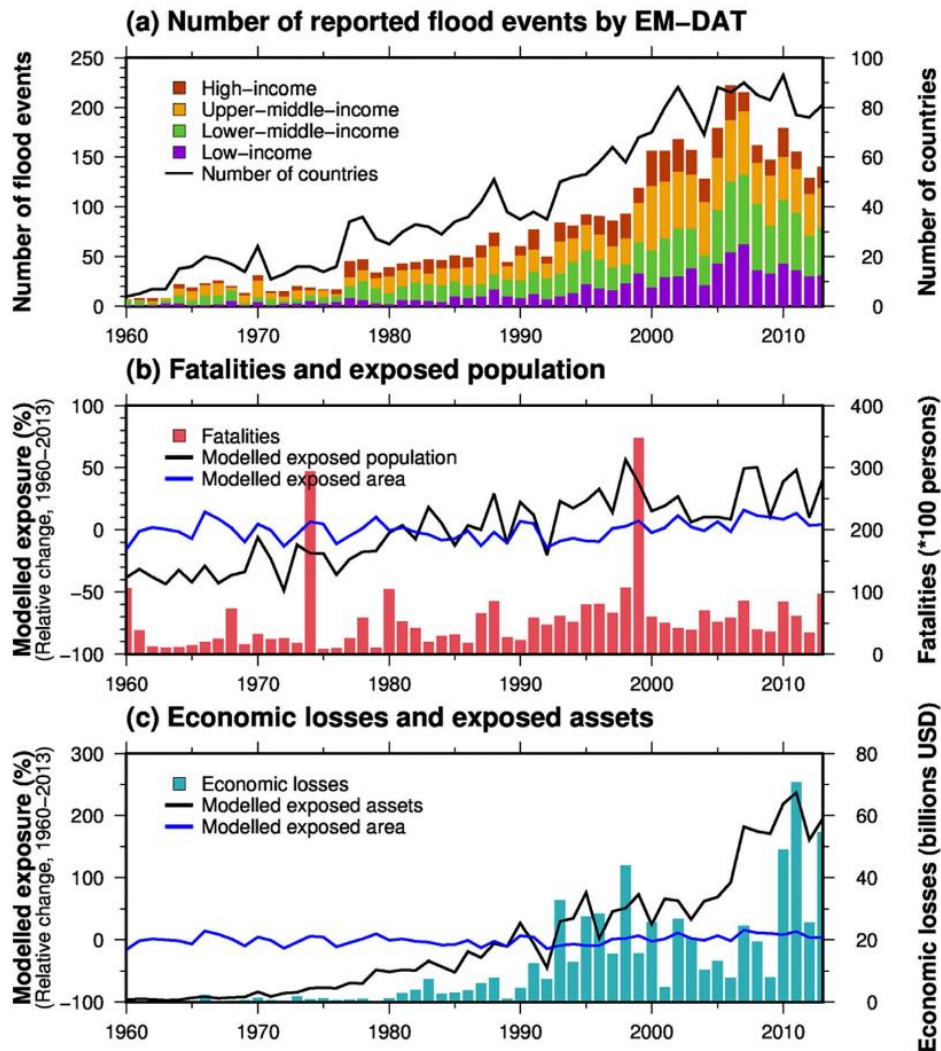 (a) Number of reported flood events by EM−DAT
Number of flood events
250
200
150
100
50
0
High−income
Upper−middle−income
Lower−middle−income
Low−income
Number of countries
100
80
60
40
20
0
Number of countries
1960 1970 1980 1990 2000 2010
(b) Fatalities and exposed population
Modelled exposure (%)
(Relative change, 1960−2013)
100
50
0
−50
−100
Fatalities
Modelled exposed population
Modelled exposed area
400
300
200
100
0
Fatalities (*100 persons)
1960 1970 1980 1990 2000 2010
(c) Economic losses and exposed assets
Modelled exposure (%)
(Relative change, 1960−2013)
300
200
100
0
−100
Economic losses
Modelled exposed assets
Modelled exposed area
80
60
40
20
0
Economic losses (billions USD)
1960 1970 1980 1990 2000 2010